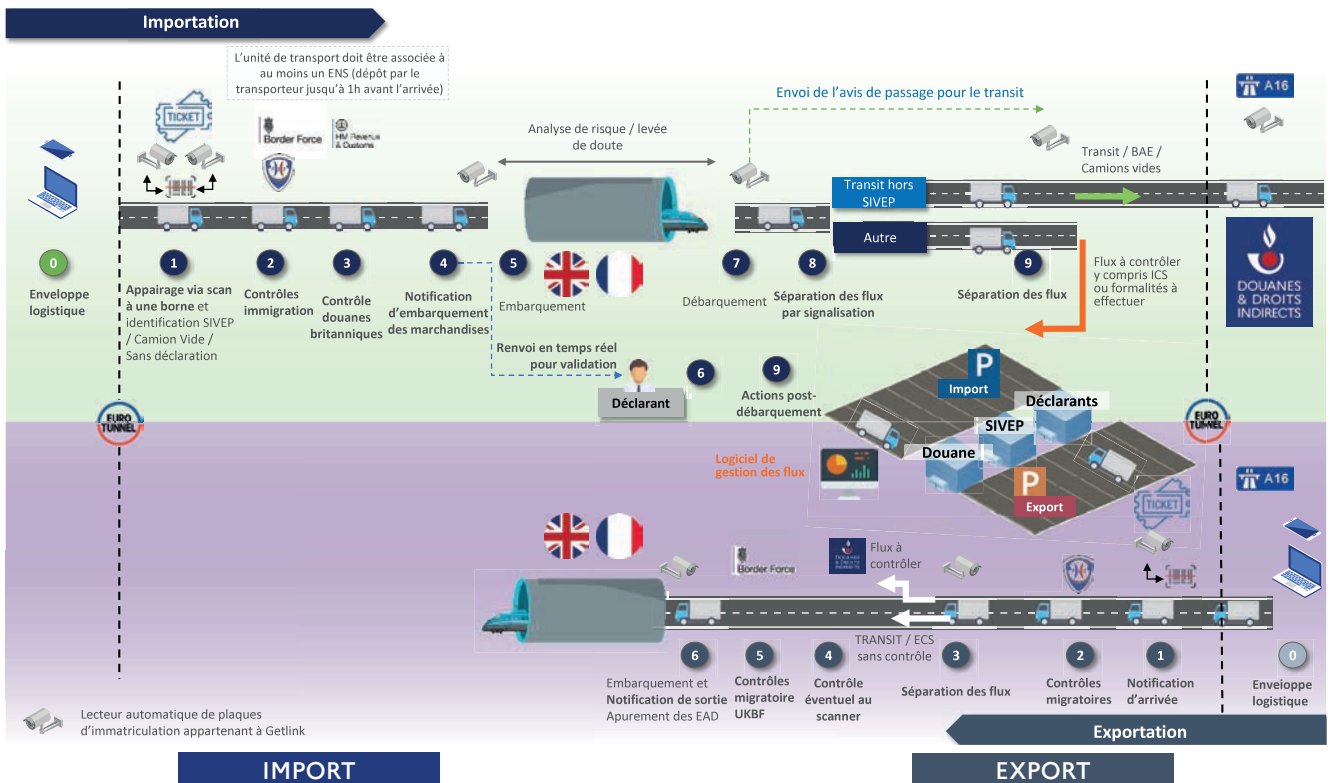 Importation
L'unité de transport doit être associée à
au moins un ENS (dépôt par le
transporteur jusqu'à 1h avant l'arrivée)
TICKET
Border Force
HM Revenue
& Customs
Analyse de risque / levée
de doute
Envoi de l'avis de passage pour le transit
A16
Transit / BAE /
Camions vides
Transit hors
SIVEP
Autre
0
Enveloppe
logistique
1
Appairage via scan
à une borne et
identification SIVEP
/ Camion Vide /
Sans déclaration
2
Contrôles
immigration
3
Contrôle
douanes
britanniques
4
Notification
d'embarquement
des marchandises
5
Embarquement
7
Débarquement
8
Séparation des flux
par signalisation
9
Séparation des flux
Flux à contrôler
y compris ICS
ou formalités à
effectuer
DOUANES
& DROITS
INDIRECTS
Renvoi en temps réel
pour validation
Déclarant
6
9
Actions post-
débarquement
P
Import
Déclarants
SIVEP
Douane
P
Export
TICKET
Logiciel de
gestion des flux
EURO
TUNNEL
EURO
TUNNEL
A16
Border Force
DOUANES
& DROITS
INDIRECTS
Flux à
contrôler
TRANSIT / ECS
sans contrôle
6
Embarquement et
Notification de sortie
Apurement des EAD
5
Contrôles
migratoire
UKBF
4
Contrôle
éventuel au
scanner
3
Séparation des flux
2
Contrôles
migratoires
1
Notification
d'arrivée
0
Enveloppe
logistique
Lecteur automatique de plaques
d'immatriculation appartenant à Getlink
Exportation
IMPORT
EXPORT